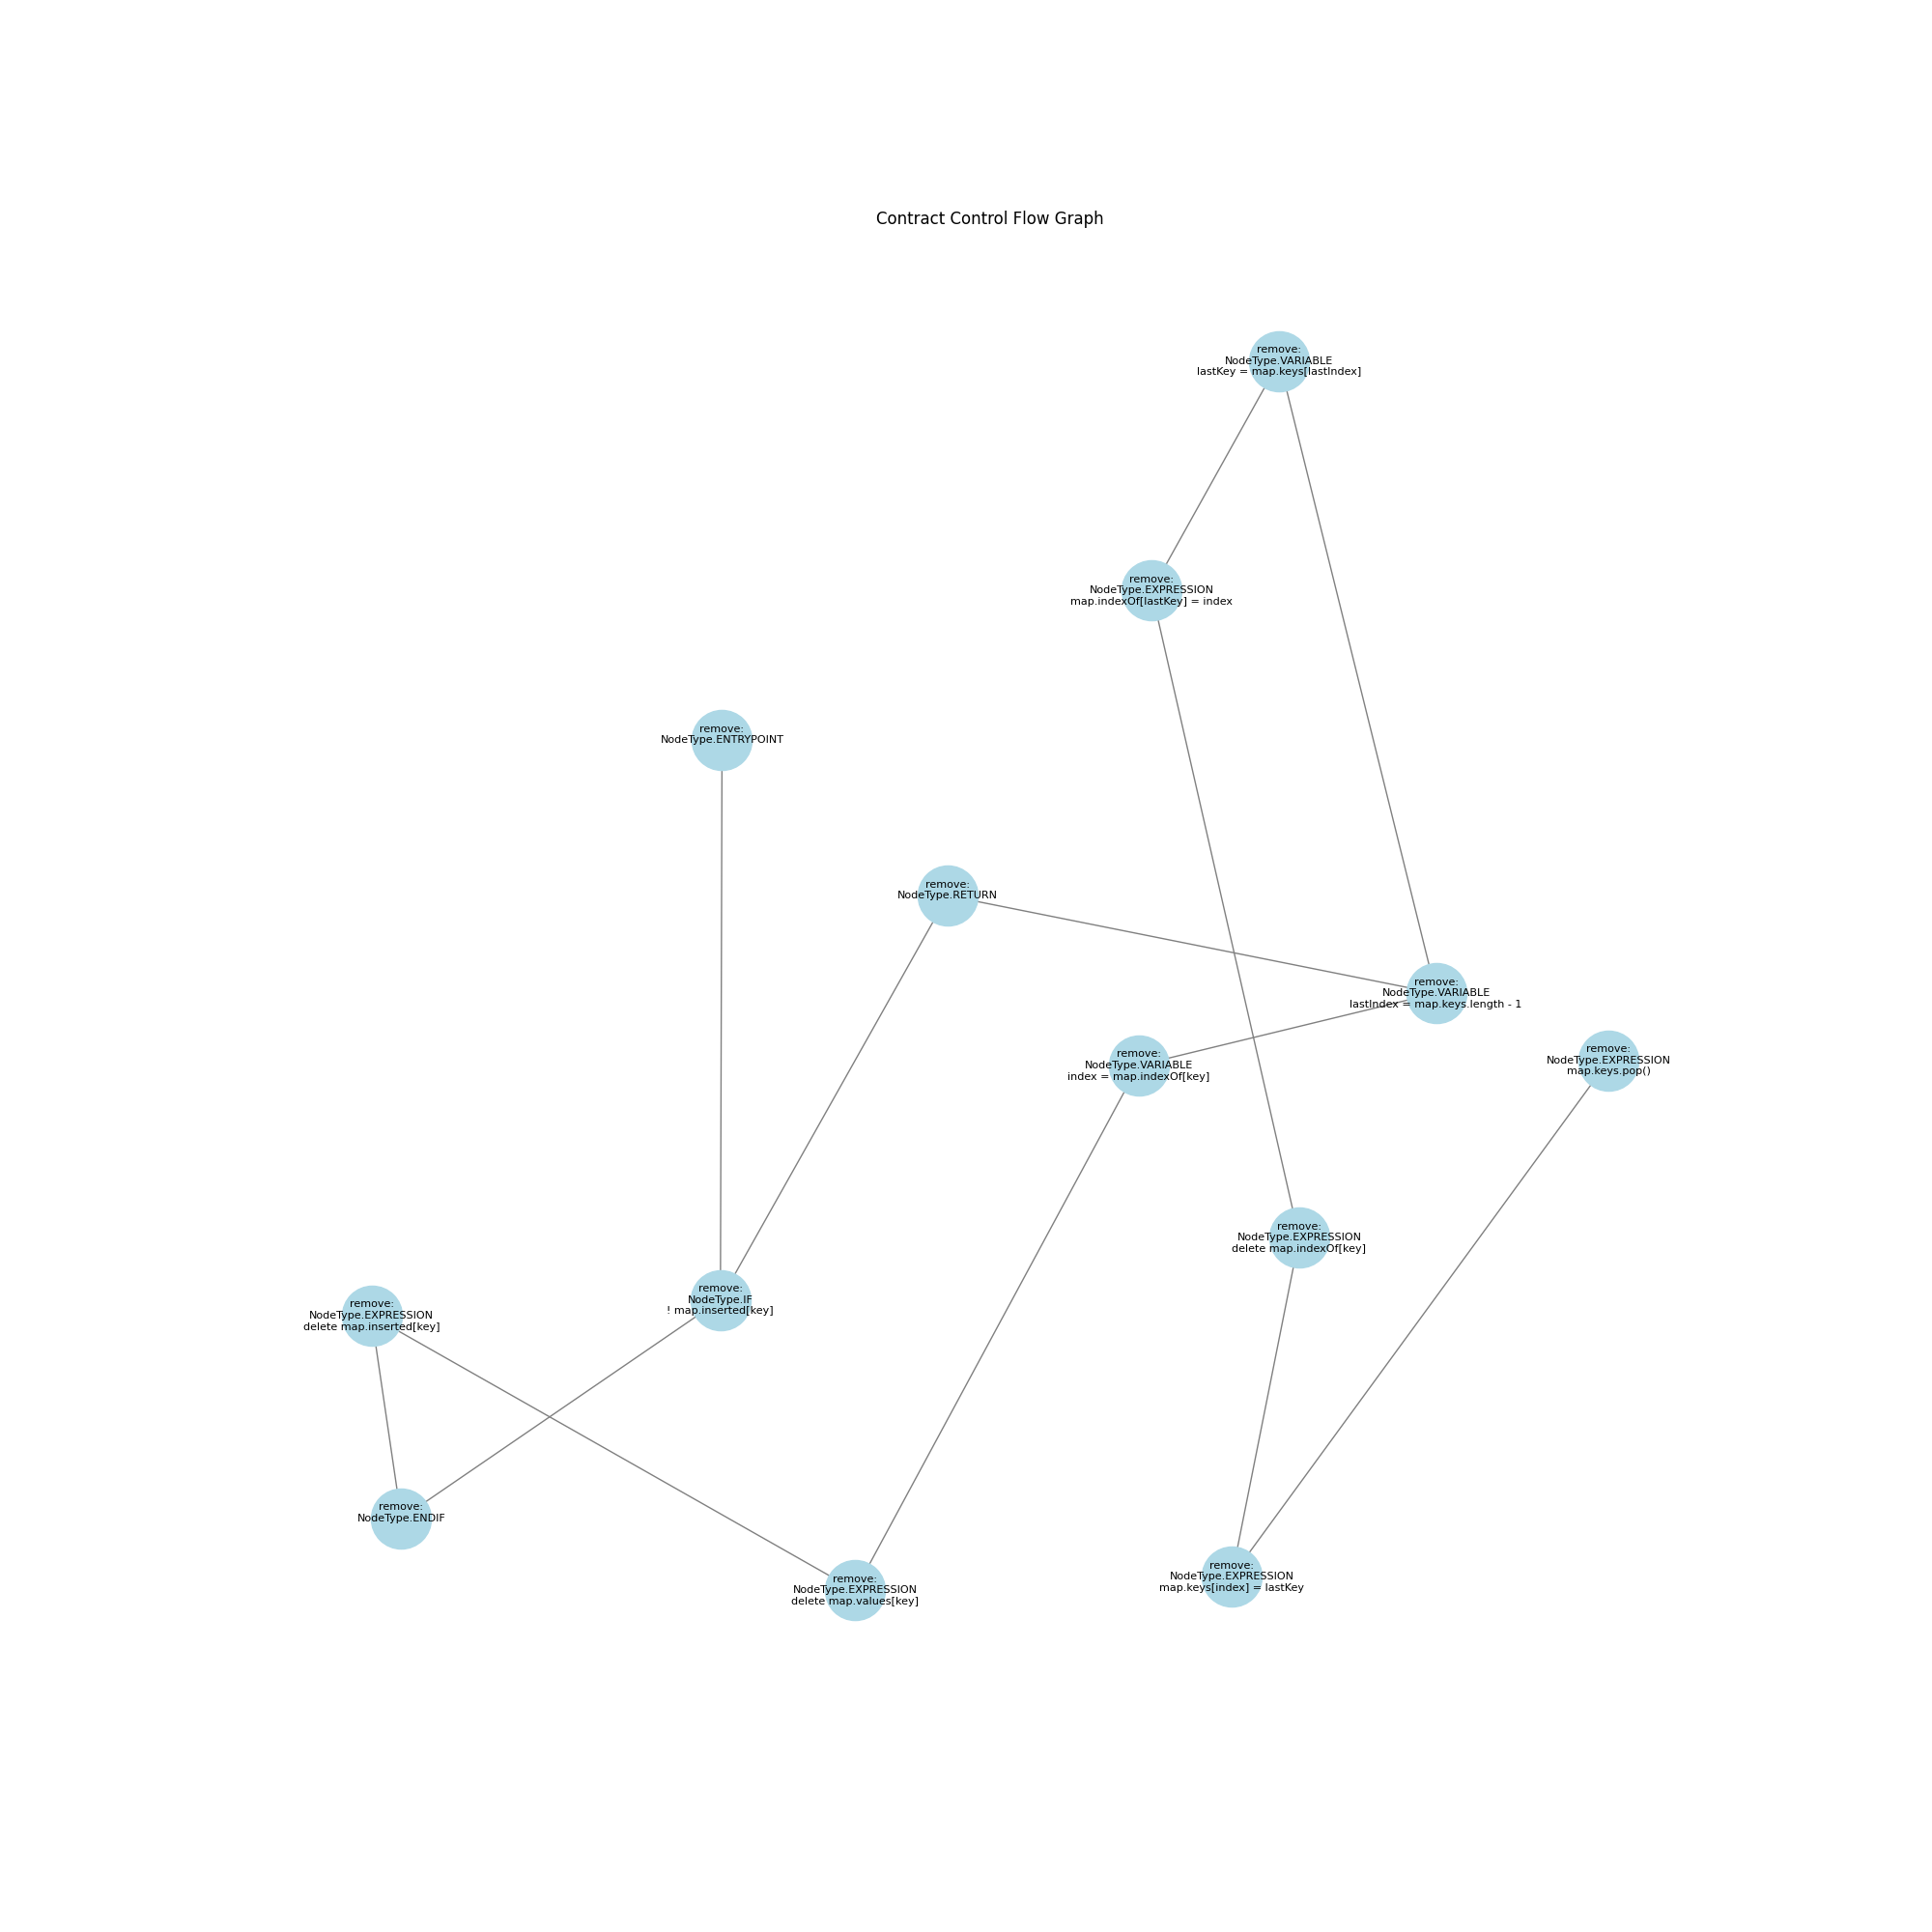 Contract Control Flow Graph
remove:
NodeType.VARIABLE
lastKey = map.keys[lastIndex]
remove:
NodeType.EXPRESSION
map.indexOf[lastKey] = index
remove:
NodeType.ENTRYPOINT
remove:
NodeType.RETURN
remove:
NodeType.VARIABLE
lastIndex = map.keys.length - 1
remove:
NodeType.VARIABLE
index = map.indexOf[key]
remove:
NodeType.EXPRESSION
map.keys.pop()
remove:
NodeType.EXPRESSION
delete map.indexOf[key]
remove:
NodeType.IF
! map.inserted[key]
remove:
NodeType.EXPRESSION
delete map.inserted[key]
remove:
NodeType.ENDIF
remove:
NodeType.EXPRESSION
map.keys[index] = lastKey
remove:
NodeType.EXPRESSION
delete map.values[key]